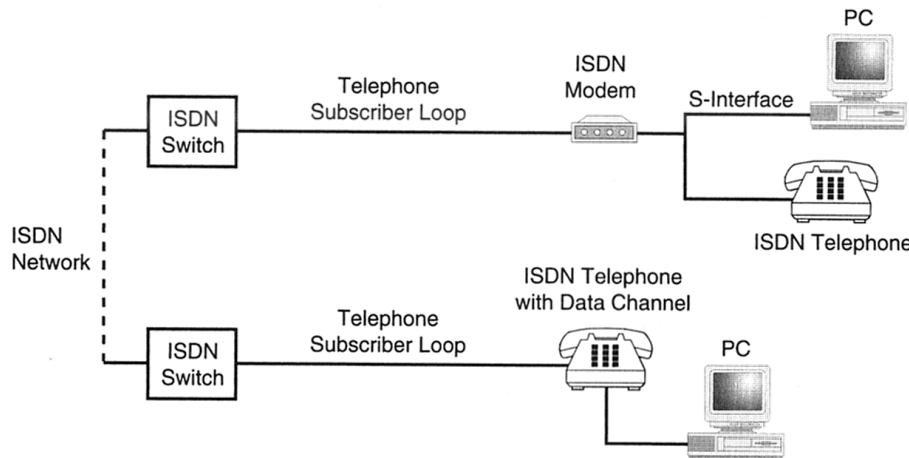 PC
ISDN
Modem
Telephone
Subscriber Loop
S-Interface
ISDN
Switch
ISDN Telephone
ISDN
Network
ISDN Telephone
with Data Channel
Telephone
Subscriber Loop
PC
ISDN
Switch